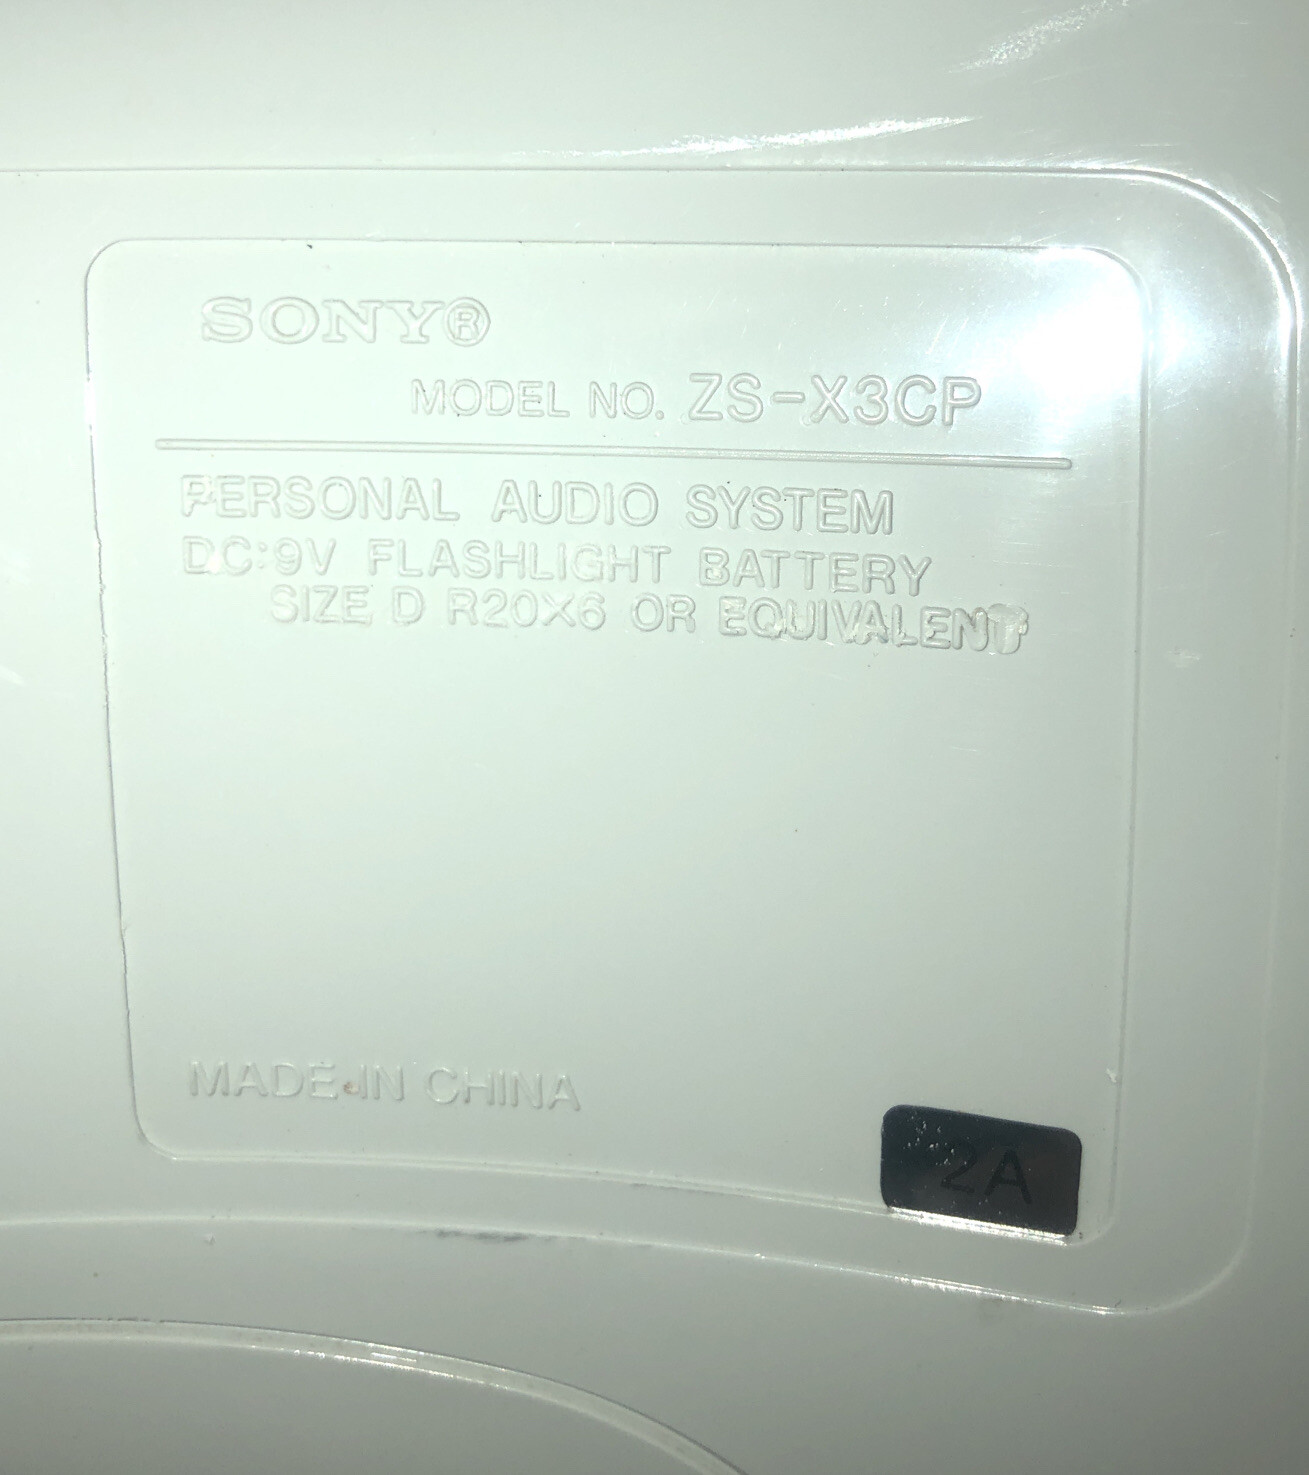 SONY®
MODEL NO. ZS-X3CP
PERSONAL AUDIO SYSTEM
DC:9V FLASHLIGHT BATTERY
SIZE D R20X6 OR EQUIVALENT
MADE IN CHINA
2A